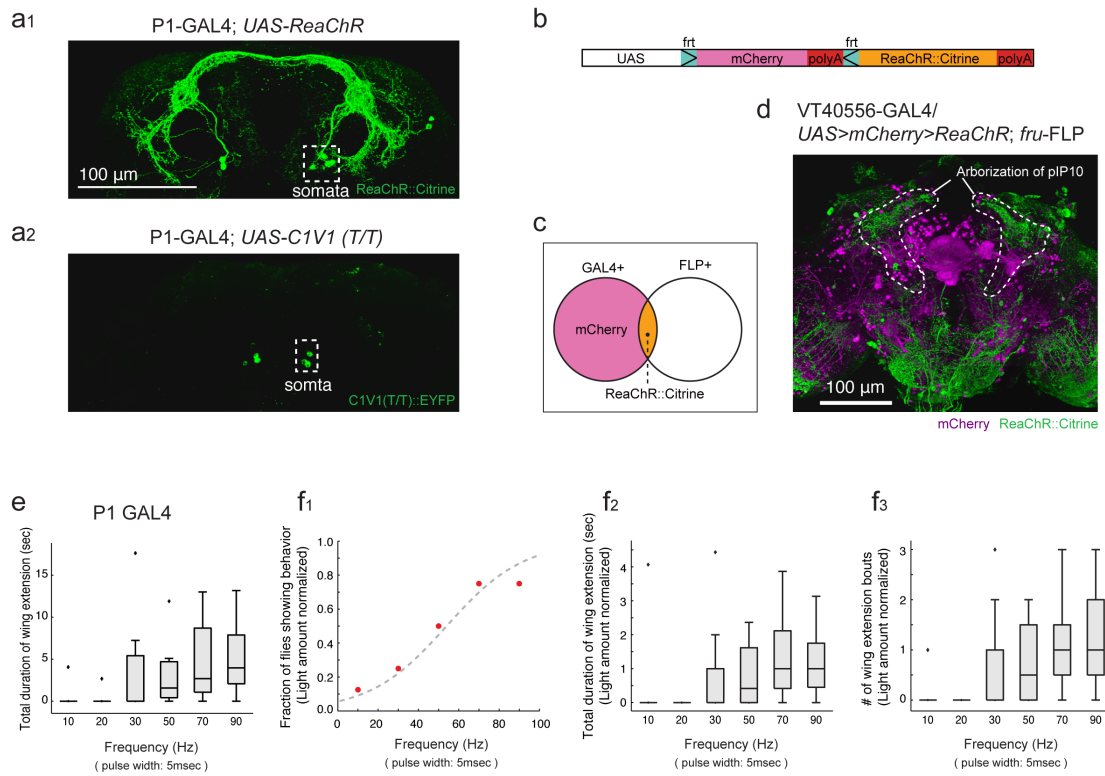 a1
P1-GAL4; UAS-ReaChR
100 µm
somata
ReaChR::Citrine
a2
P1-GAL4; UAS-C1V1 (T/T)
somta
C1V1(T/T)::EYFP
b
frt
frt
UAS > mCherry polyA < ReaChR::Citrine polyA
c
GAL4+
FLP+
mCherry
ReaChR::Citrine
d
VT40556-GAL4/
UAS>mCherry>ReaChR; fru-FLP
Arborization of pIP10
100 µm
mCherry ReaChR::Citrine
e
P1 GAL4
Total duration of wing extension (sec)
15
10
5
0
10 20 30 50 70 90
Frequency (Hz)
( pulse width: 5msec )
f1
Fraction of flies showing behavior
(Light amount normalized)
1.0
0.8
0.6
0.4
0.2
0.0
0 20 40 60 80 100
Frequency (Hz)
( pulse width: 5msec )
f2
Total duration of wing extension (sec)
(Light amount normalized)
4
3
2
1
0
10 20 30 50 70 90
Frequency (Hz)
( pulse width: 5msec )
f3
# of wing extension bouts
(Light amount normalized)
3
2
1
0
10 20 30 50 70 90
Frequency (Hz)
( pulse width: 5msec )